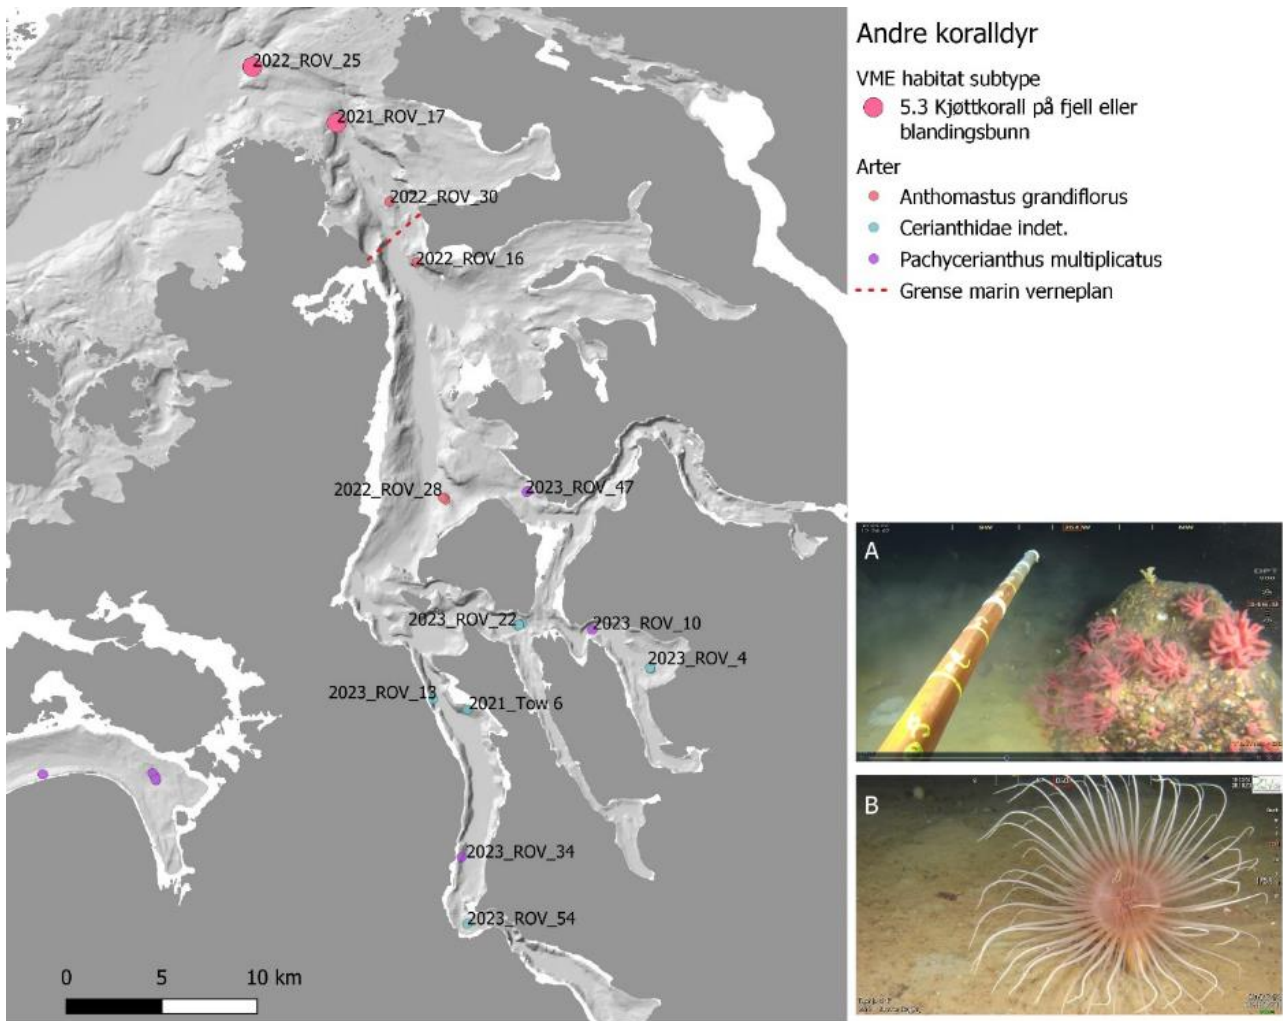 2022_ROV_25
2021_ROV_17
2022_ROV_30
2022_ROV_16
2022_ROV_28
2023_ROV_47
2023_ROV_22
2023_ROV_10
2023_ROV_4
2023_ROV_13
2021_Tow 6
2023_ROV_34
2023_ROV_54
0 5 10 km
Andre koralldyr
VME habitat subtype
5.3 Kjøttkorall på fjell eller
blandingsbunn
Arter
Anthomastus grandiflorus
Cerianthidae indet.
Pachycerianthus multiplicatus
Grense marin verneplan
A
B